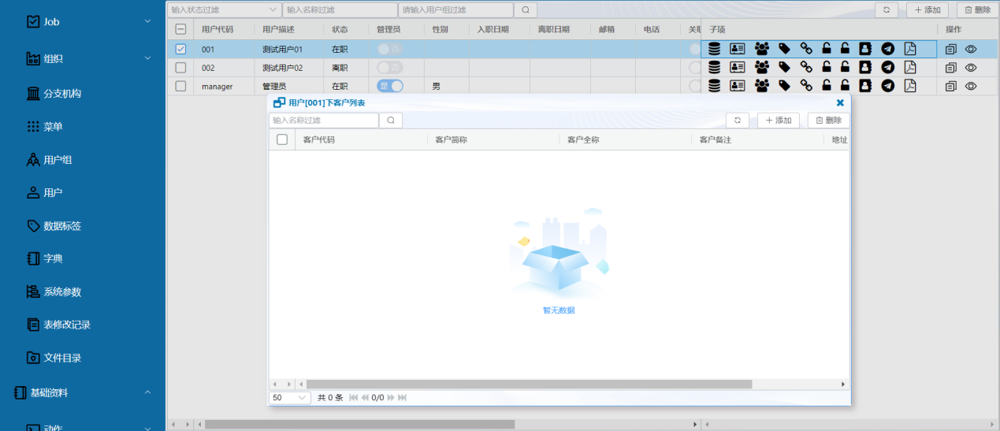 Job
组织
分支机构
菜单
用户组
用户
数据标签
字典
系统参数
表修改记录
文件目录
基础资料
动作
输入状态过滤 输入名称过滤 请输入用户组过滤 添加 删除
用户代码 用户描述 状态 管理员 性别 入职日期 离职日期 邮箱 电话 关联 子项 操作
001 测试用户01 在职 否
002 测试用户02 离职 否
manager 管理员 在职 是 男
用户[001]下客户列表
输入名称过滤 添加 删除
客户代码 客户简称 客户全称 客户备注 地址
暂无数据
50 共 0 条 0/0